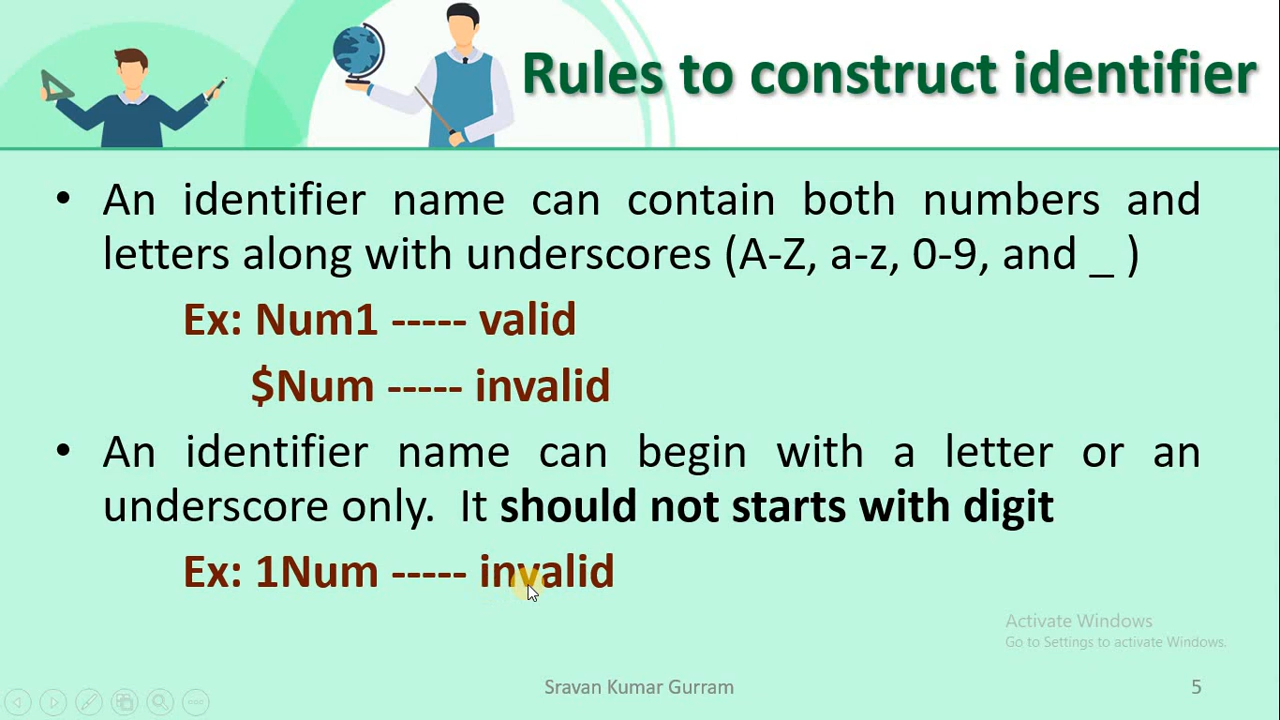 Rules to construct identifier
• An identifier name can contain both numbers and
letters along with underscores (A-Z, a-z, 0-9, and _ )
Ex: Num1 ----- valid
$Num ----- invalid
• An identifier name can begin with a letter or an
underscore only. It should not starts with digit
Ex: 1Num ----- invalid
Activate Windows
Go to Settings to activate Windows.
Sravan Kumar Gurram
5